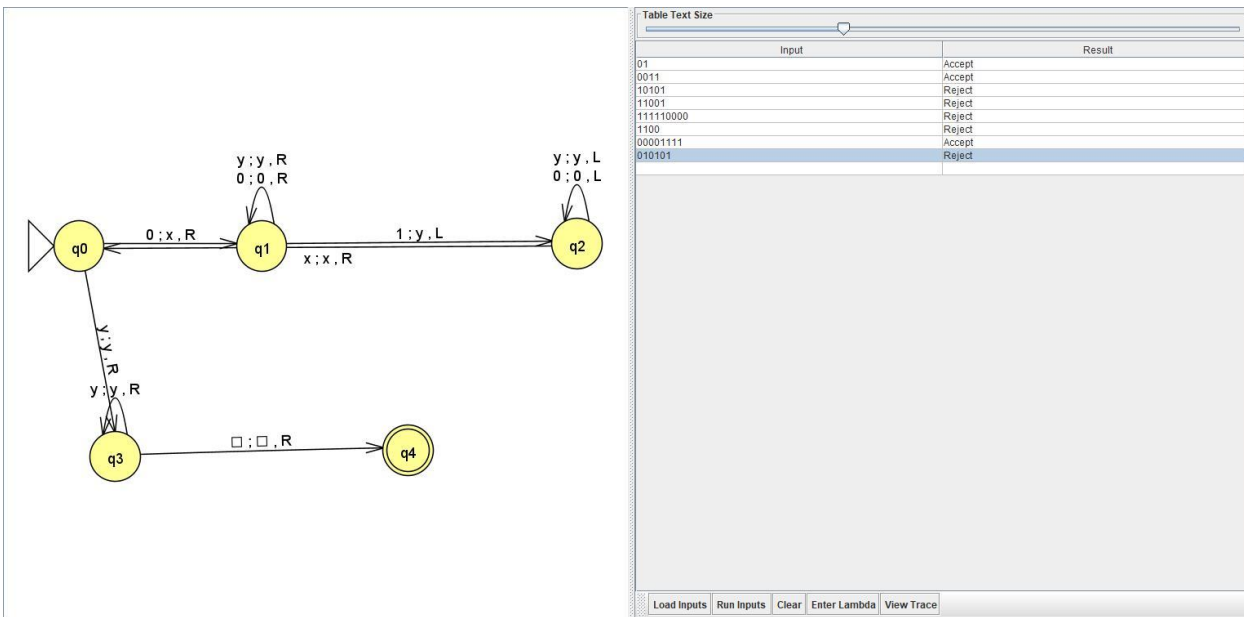 y ; y , R
0 ; 0 , R
y ; y , L
0 ; 0 , L
q0
0 ; x , R
q1
1 ; y , L
x ; x , R
q2
y ; y , R
y ; y , R
q3
□ ; □ , R
q4
Table Text Size
Input Result
01 Accept
0011 Accept
10101 Reject
11001 Reject
111110000 Reject
1100 Reject
00001111 Accept
010101 Reject
Load Inputs Run Inputs Clear Enter Lambda View Trace